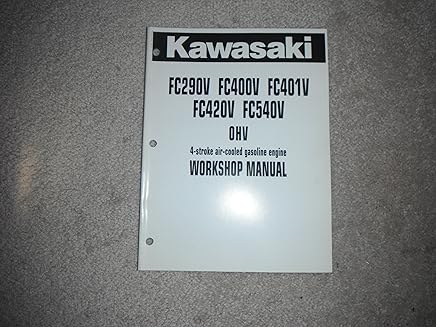 Kawasaki
FC290V FC400V FC401V
FC420V FC540V
OHV
4-stroke air-cooled gasoline engine
WORKSHOP MANUAL